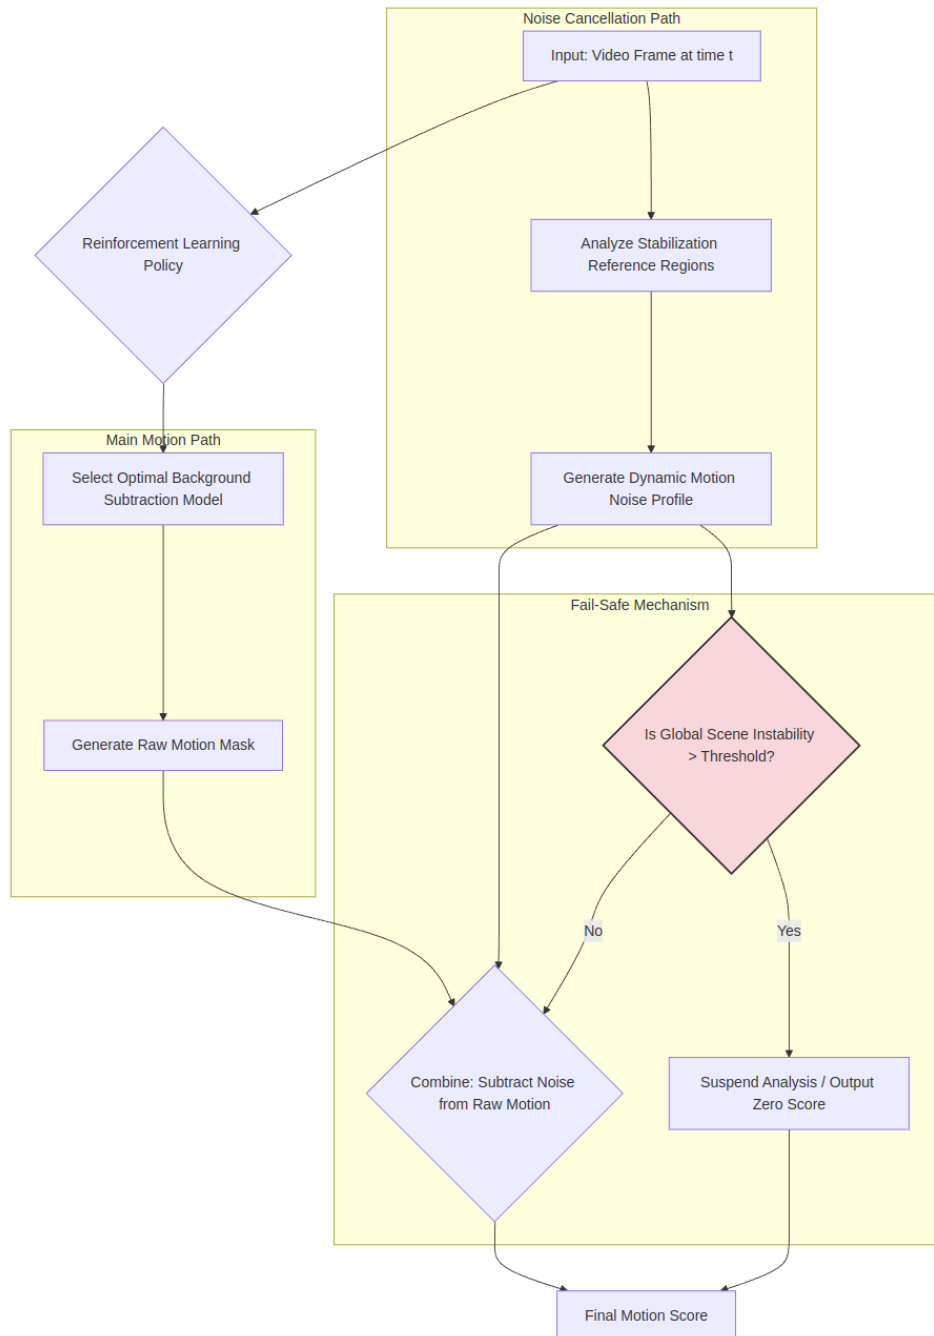 Noise Cancellation Path
Input: Video Frame at time t
Reinforcement Learning
Policy
Analyze Stabilization
Reference Regions
Main Motion Path
Select Optimal Background
Subtraction Model
Generate Dynamic Motion
Noise Profile
Fail-Safe Mechanism
Generate Raw Motion Mask
Is Global Scene Instability
> Threshold?
No
Yes
Combine: Subtract Noise
from Raw Motion
Suspend Analysis / Output
Zero Score
Final Motion Score